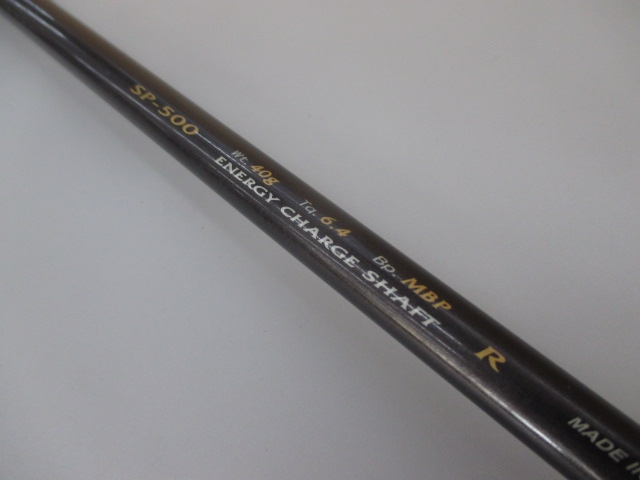 SP-500 Wt. 40g Tq. 6.4 Bp. MBP R
ENERGY CHARGE SHAFT
MADE I